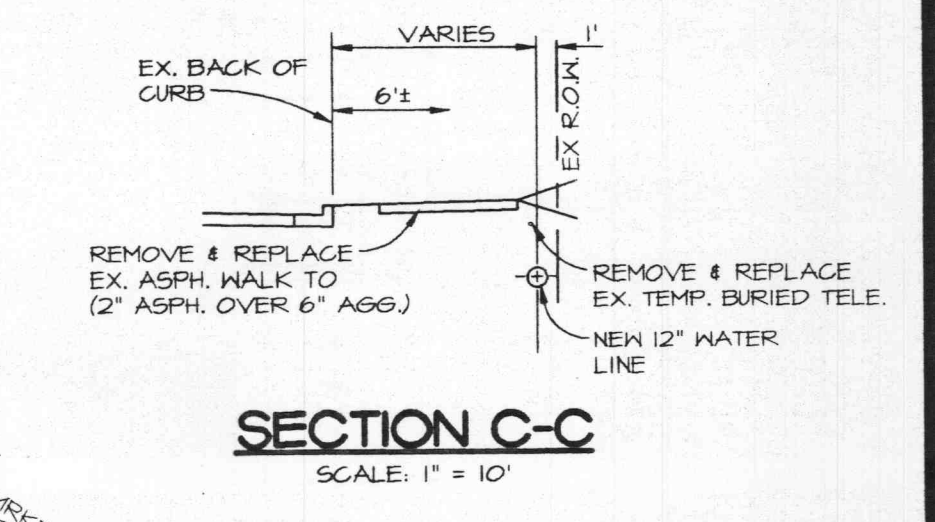 VARIES
1'
EX. BACK OF
CURB
6'±
EX R.O.W.
REMOVE & REPLACE
EX. ASPH. WALK TO
(2" ASPH. OVER 6" AGG.)
REMOVE & REPLACE
EX. TEMP. BURIED TELE.
NEW 12" WATER
LINE
SECTION C-C
SCALE: 1" = 10'